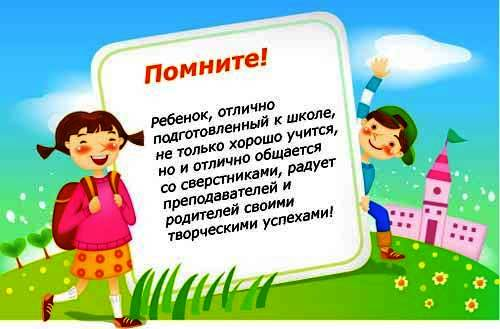 Помните!
Ребенок, отлично
подготовленный к школе,
не только хорошо учится,
но и отлично общается
со сверстниками, радует
преподавателей и
родителей своими
творческими успехами!